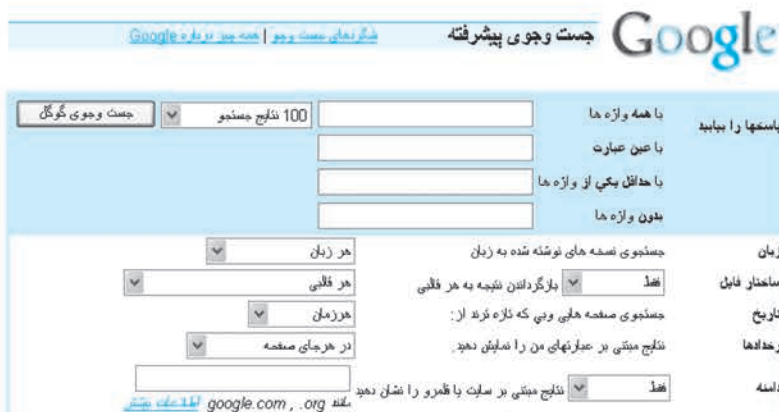 Google جست وجوی پیشرفته شگردهای جست وجو | همه چیز درباره Google
پاسخها را بیابید با همه واژه ها 100 نتایج جستجو جست وجوی گوگل
با عین عبارت
با حداقل یکي از واژه ها
بدون واژه ها
زبان جستجوی نسخه های نوشته شده به زبان هر زبان
ساختار فایل فقط بازگرداندن نتیجه به هر قالبی هر قالبی
تاریخ جستجوی صفحه هایی وبی که تازه ترند از: هرزمان
رخدادها نتایج مبتنی بر عبارتهای من را نمایش دهید. در هرجای صفحه
دامنه فقط نتایج مبتنی بر سایت یا قلمرو را نشان دهید
مانند google.com , .org اطلاعات بیشتر